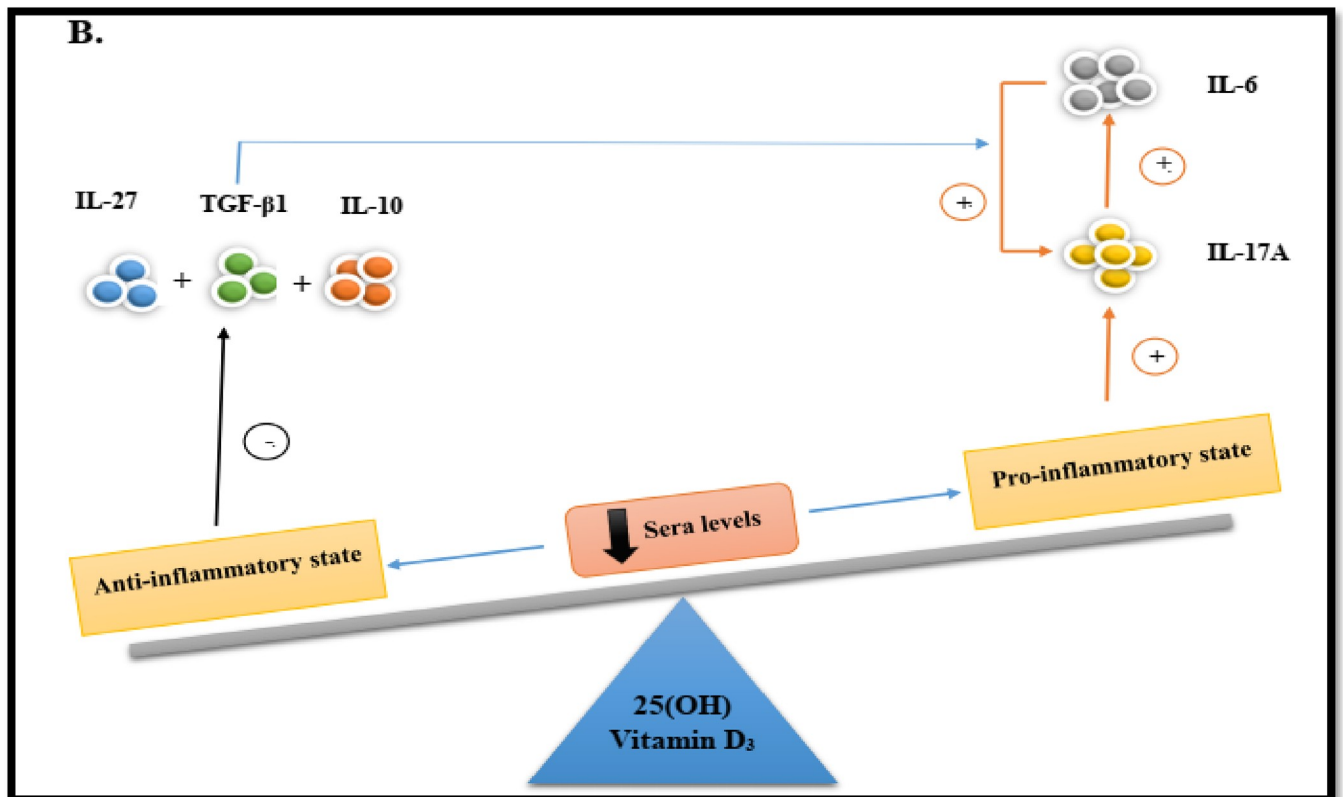 B.
IL-6
IL-27
TGF-β1
IL-10
+
+
+
+
IL-17A
+
-
Pro-inflammatory state
Sera levels
Anti-inflammatory state
25(OH)
Vitamin D₃